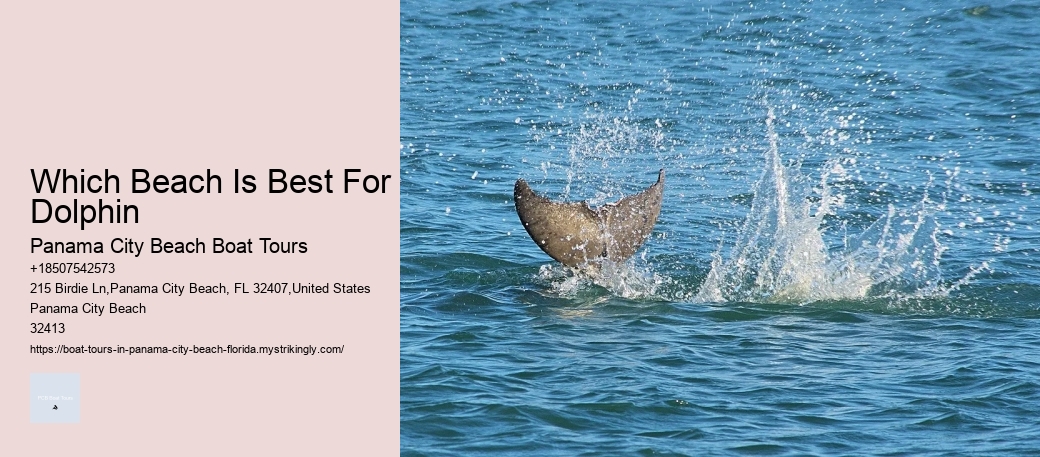 Which Beach Is Best For
Dolphin
Panama City Beach Boat Tours
+18507542573
215 Birdie Ln,Panama City Beach, FL 32407,United States
Panama City Beach
32413
https://boat-tours-in-panama-city-beach-florida.mystrikingly.com/